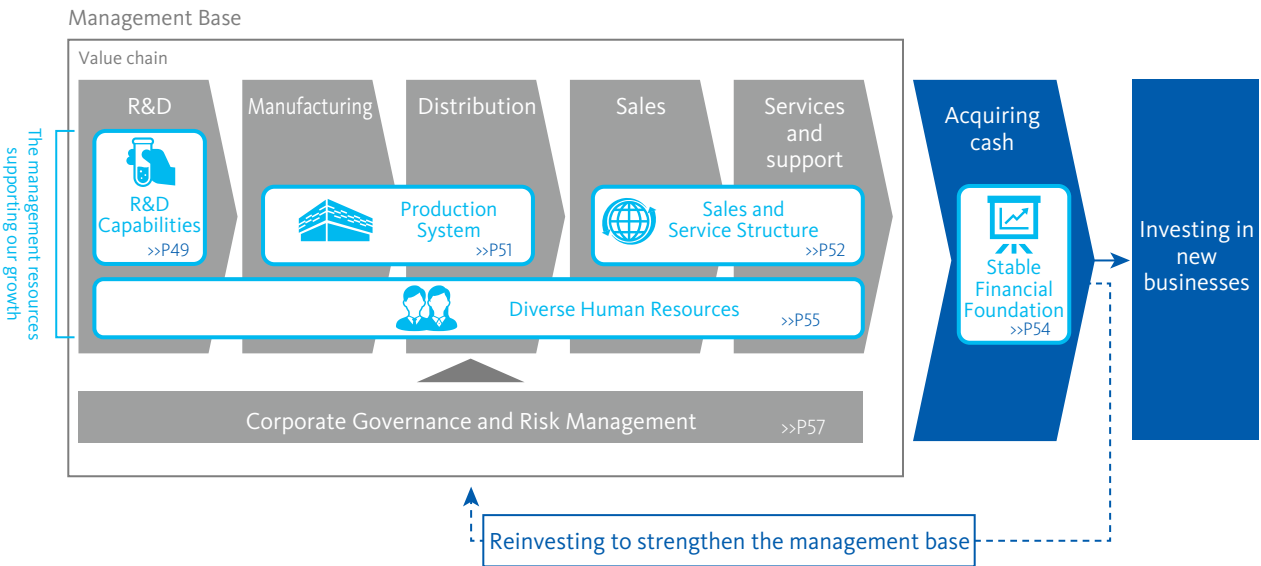 Management Base
Value chain
R&D
Manufacturing
Distribution
Sales
Services
and
support
Acquiring
cash
Investing in
new
businesses
The management resources
supporting our growth
R&D
Capabilities
>>P49
Production
System
>>P51
Sales and
Service Structure
>>P52
Stable
Financial
Foundation
>>P54
Diverse Human Resources
>>P55
Corporate Governance and Risk Management
>>P57
Reinvesting to strengthen the management base